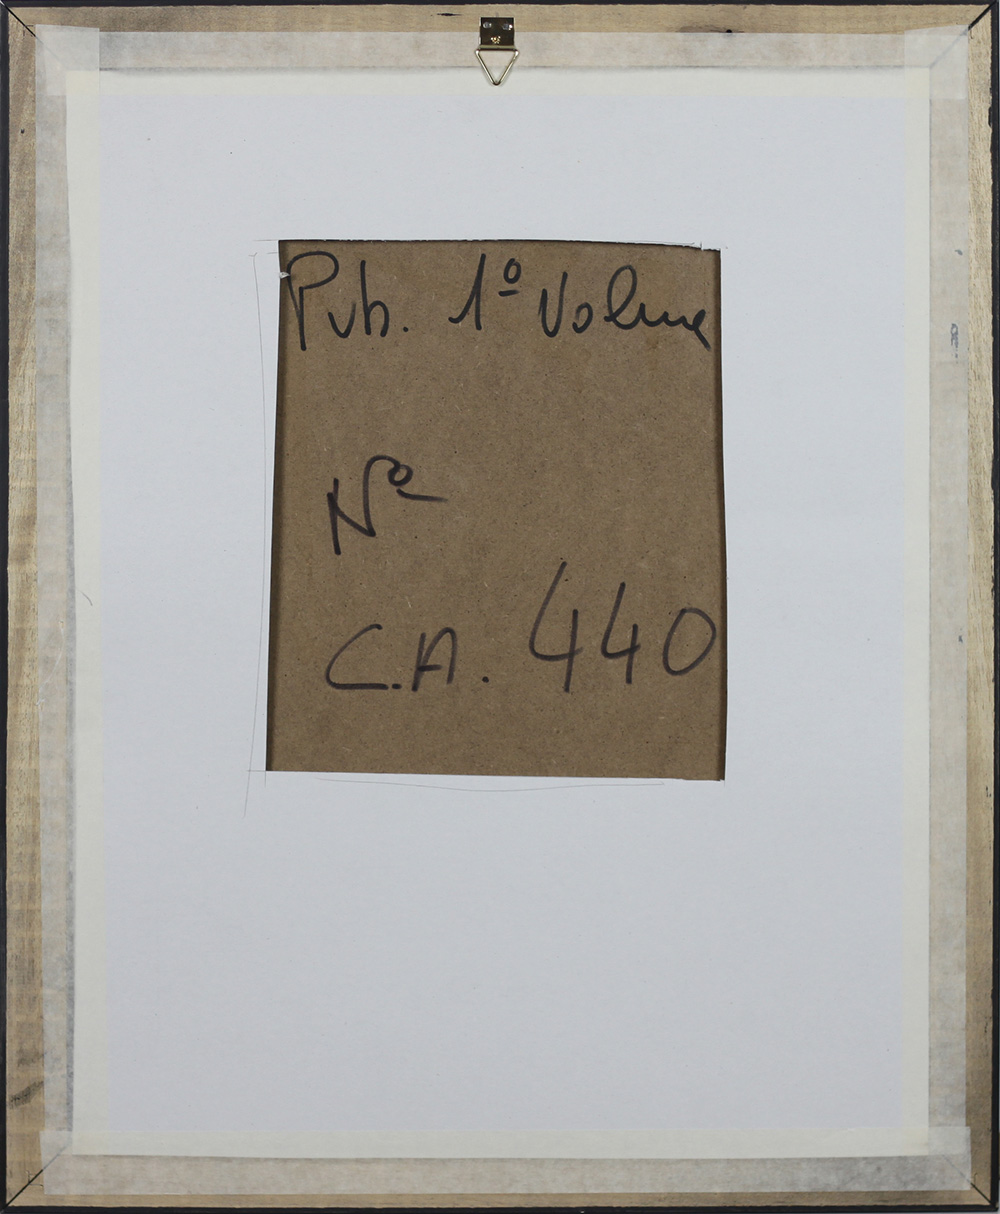 Pub. 1º Volume
Nº
C.A. 440